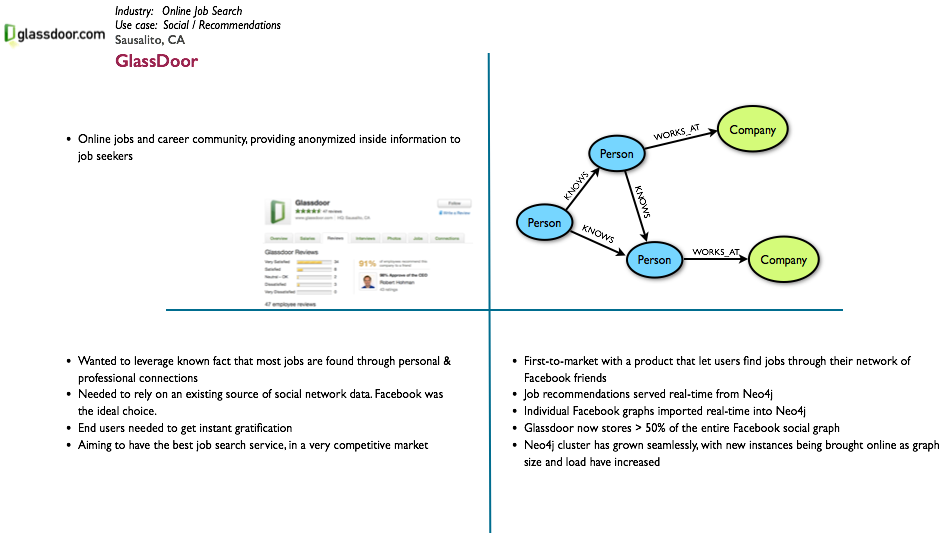 glassdoor.com
Industry: Online Job Search
Use case: Social / Recommendations
Sausalito, CA
GlassDoor
• Online jobs and career community, providing anonymized inside information to
job seekers
Glassdoor
47 reviews
Follow
Write a Review
Overview Salaries Reviews Interviews Photos Jobs Connections
Glassdoor Reviews
Very Satisfied
Satisfied
Neutral - OK
Dissatisfied
Very Dissatisfied
91%
Approve of the CEO
Robert Hohman
47 employee reviews
Person
KNOWS
KNOWS
Person
KNOWS
Person
WORKS_AT
Company
WORKS_AT
Company
• Wanted to leverage known fact that most jobs are found through personal &
professional connections
• Needed to rely on an existing source of social network data. Facebook was
the ideal choice.
• End users needed to get instant gratification
• Aiming to have the best job search service, in a very competitive market
• First-to-market with a product that let users find jobs through their network of
Facebook friends
• Job recommendations served real-time from Neo4j
• Individual Facebook graphs imported real-time into Neo4j
• Glassdoor now stores > 50% of the entire Facebook social graph
• Neo4j cluster has grown seamlessly, with new instances being brought online as graph
size and load have increased